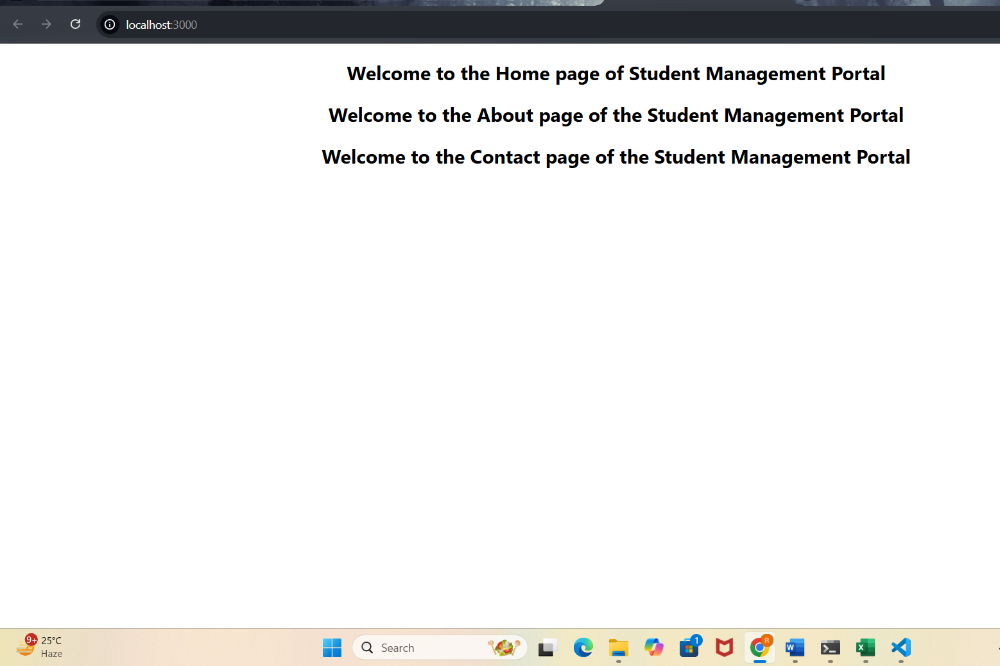 localhost:3000
Welcome to the Home page of Student Management Portal
Welcome to the About page of the Student Management Portal
Welcome to the Contact page of the Student Management Portal
9+
25°C
Haze
Search
1
R
W
X